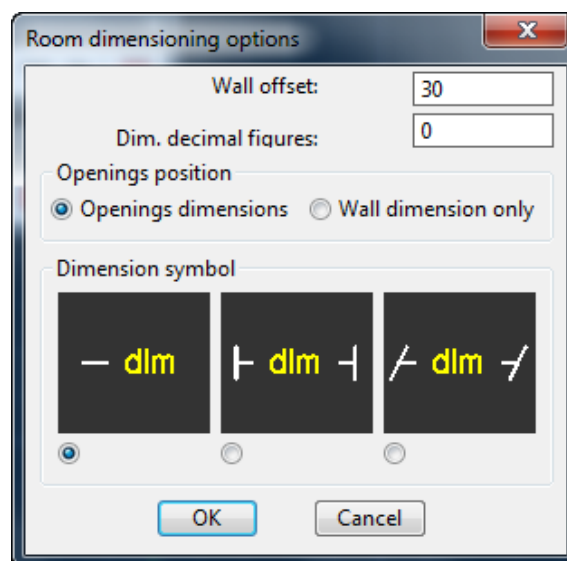 Room dimensioning options
Wall offset: 30
Dim. decimal figures: 0
Openings position
Openings dimensions Wall dimension only
Dimension symbol
dlm dlm dlm
OK Cancel